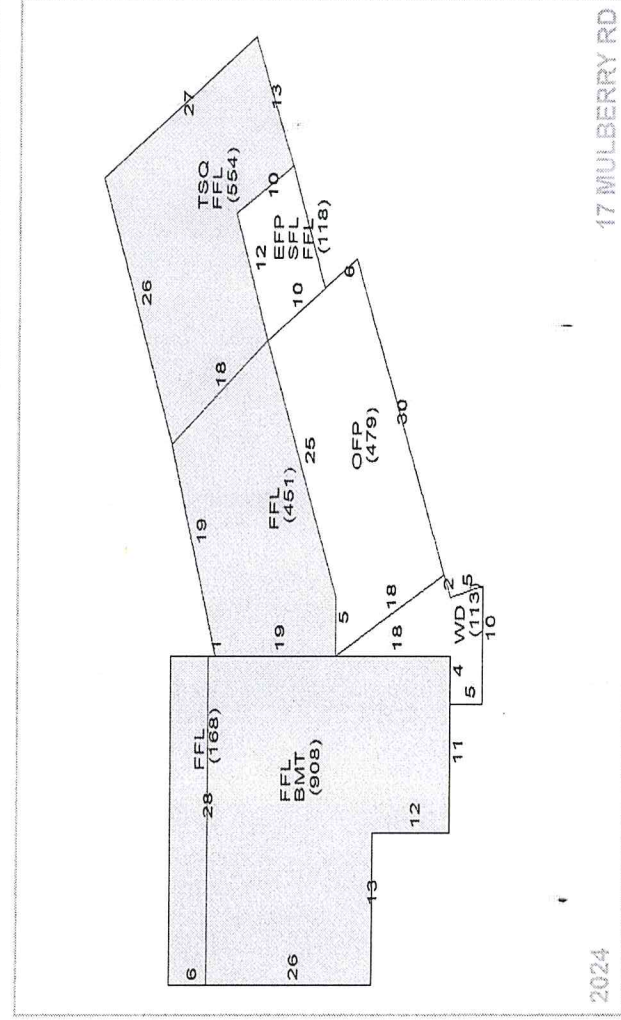 27
TSQ
FFL
(554)
13
26
10
12
EFP
SFL
FFL
(118)
10
6
18
19
FFL
(451)
25
OFP
(479)
30
1
19
5
18
18
2
5
WD
(113)
10
4
5
6
28
FFL
(168)
FFL
BMT
(908)
26
13
12
11
2024
17 MULBERRY RD